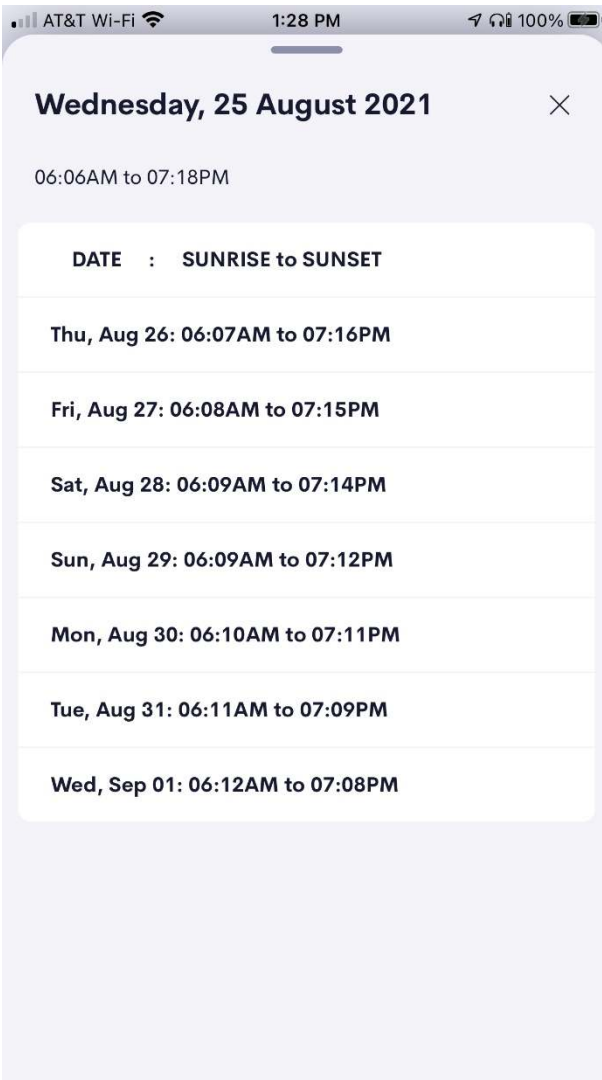 AT&T Wi-Fi 1:28 PM 100%
Wednesday, 25 August 2021
06:06AM to 07:18PM
DATE : SUNRISE to SUNSET
Thu, Aug 26: 06:07AM to 07:16PM
Fri, Aug 27: 06:08AM to 07:15PM
Sat, Aug 28: 06:09AM to 07:14PM
Sun, Aug 29: 06:09AM to 07:12PM
Mon, Aug 30: 06:10AM to 07:11PM
Tue, Aug 31: 06:11AM to 07:09PM
Wed, Sep 01: 06:12AM to 07:08PM